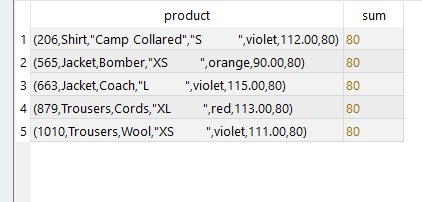 product sum
1 (206,Shirt,"Camp Collared","S          ",violet,112.00,80) 80
2 (565,Jacket,Bomber,"XS         ",orange,90.00,80) 80
3 (663,Jacket,Coach,"L          ",violet,115.00,80) 80
4 (879,Trousers,Cords,"XL         ",red,113.00,80) 80
5 (1010,Trousers,Wool,"XS         ",violet,111.00,80) 80